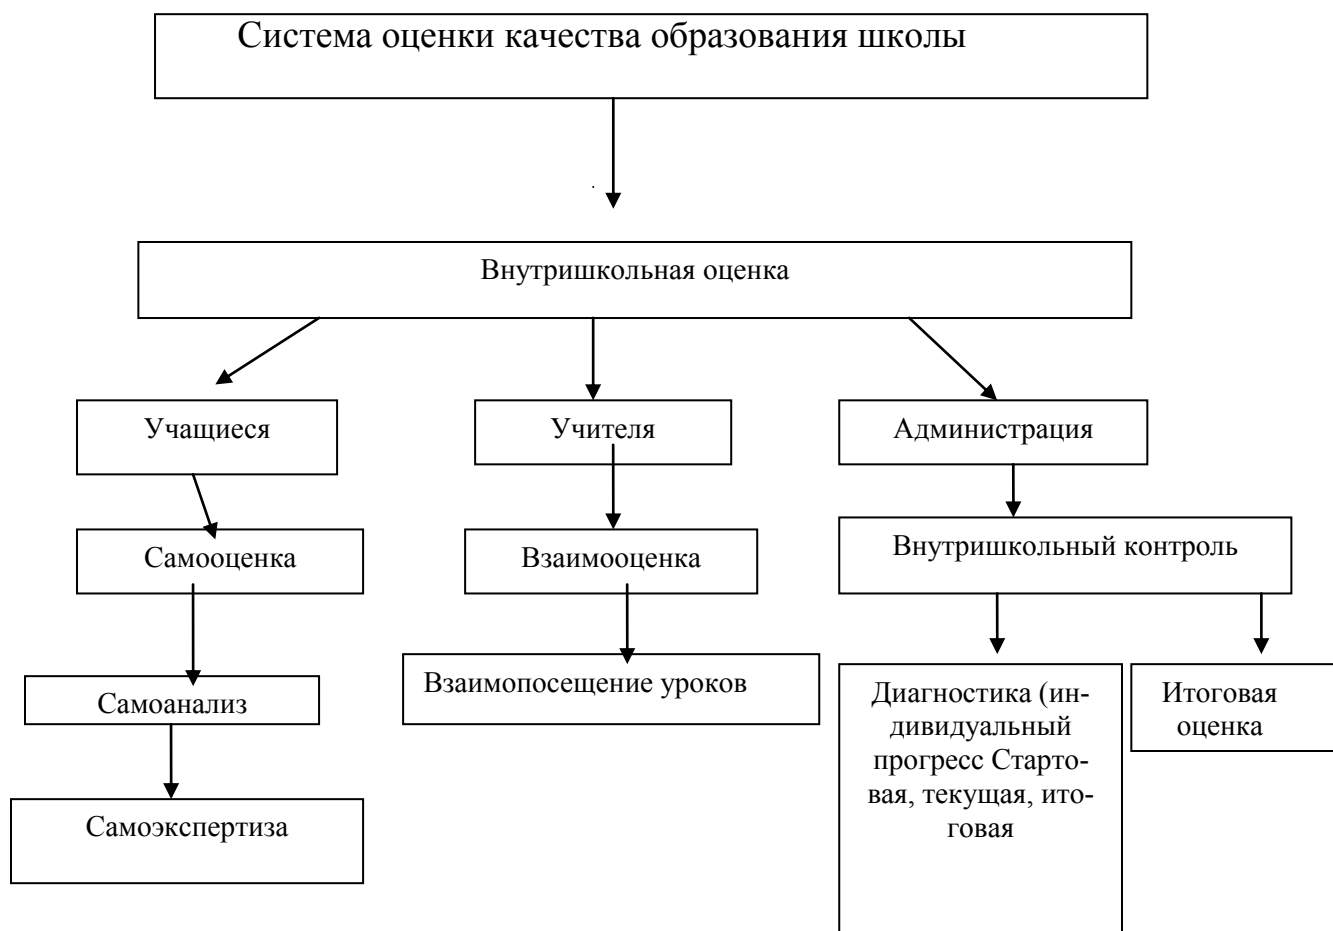 Система оценки качества образования школы
Внутришкольная оценка
Учащиеся
Учителя
Администрация
Самооценка
Взаимооценка
Внутришкольный контроль
Самоанализ
Взаимопосещение уроков
Диагностика (ин-
дивидуальный
прогресс Старто-
вая, текущая, ито-
говая
Итоговая
оценка
Самоэкспертиза